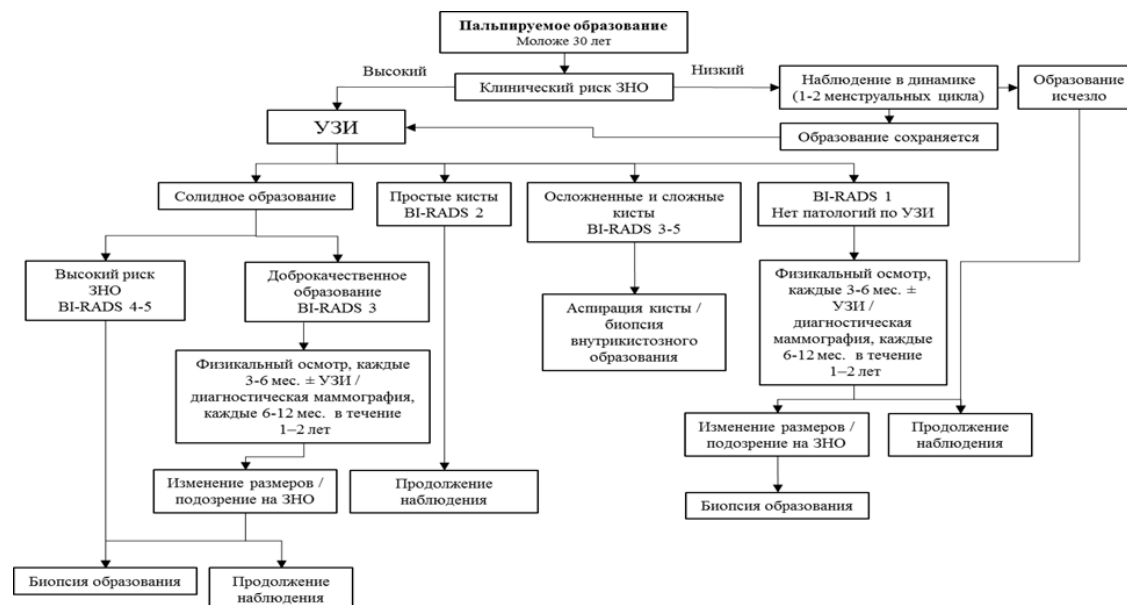 Пальпируемое образование
Моложе 30 лет
Высокий
Низкий
Клинический риск ЗНО
Наблюдение в динамике
(1-2 менструальных цикла)
Образование
исчезло
УЗИ
Образование сохраняется
Солидное образование
Простые кисты
BI-RADS 2
Осложненные и сложные
кисты
BI-RADS 3-5
BI-RADS 1
Нет патологий по УЗИ
Высокий риск
ЗНО
BI-RADS 4-5
Доброкачественное
образование
BI-RADS 3
Аспирация кисты /
биопсия
внутрикистозного
образования
Физикальный осмотр,
каждые 3-6 мес. ±
УЗИ /
диагностическая
маммография, каждые
6-12 мес. в течение
1–2 лет
Физикальный осмотр, каждые
3-6 мес. ± УЗИ /
диагностическая маммография,
каждые 6-12 мес. в течение
1–2 лет
Изменение размеров /
подозрение на ЗНО
Продолжение
наблюдения
Изменение размеров /
подозрение на ЗНО
Продолжение
наблюдения
Биопсия образования
Биопсия образования
Продолжение
наблюдения